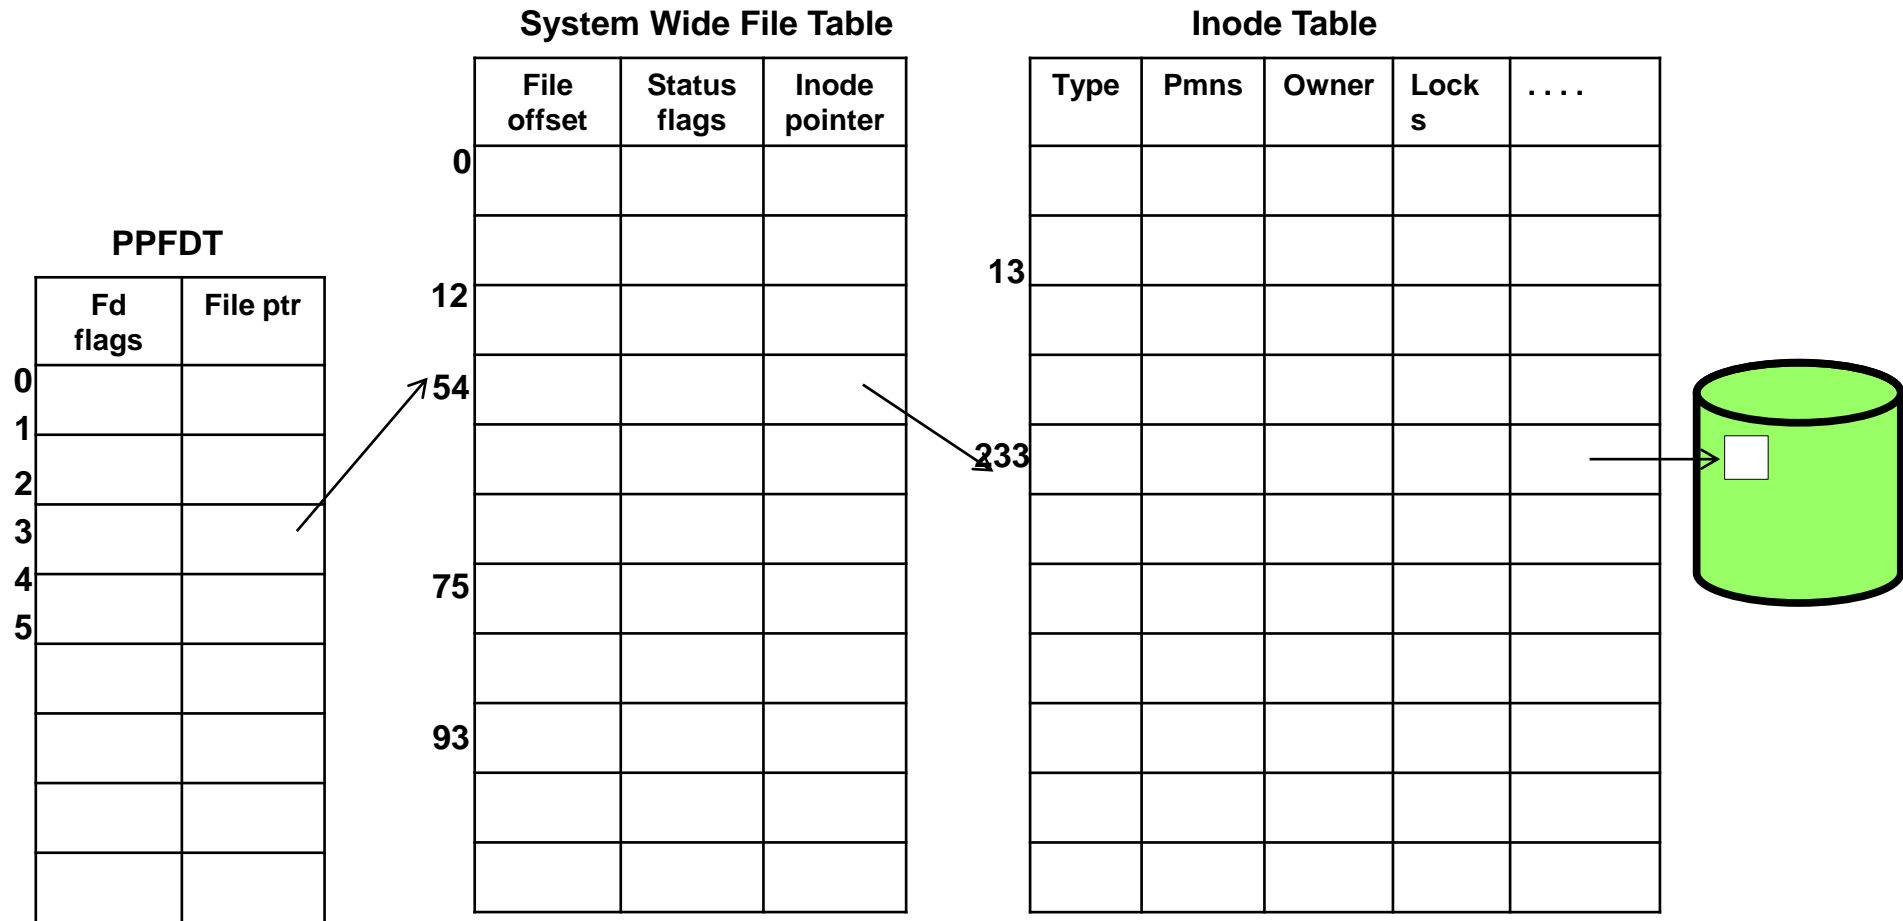 System Wide File Table
Inode Table
PPFDT
Fd
flags
File ptr
0
1
2
3
4
5
File
offset
Status
flags
Inode
pointer
0
12
54
75
93
Type
Pmns
Owner
Lock
s
. . . .
13
233